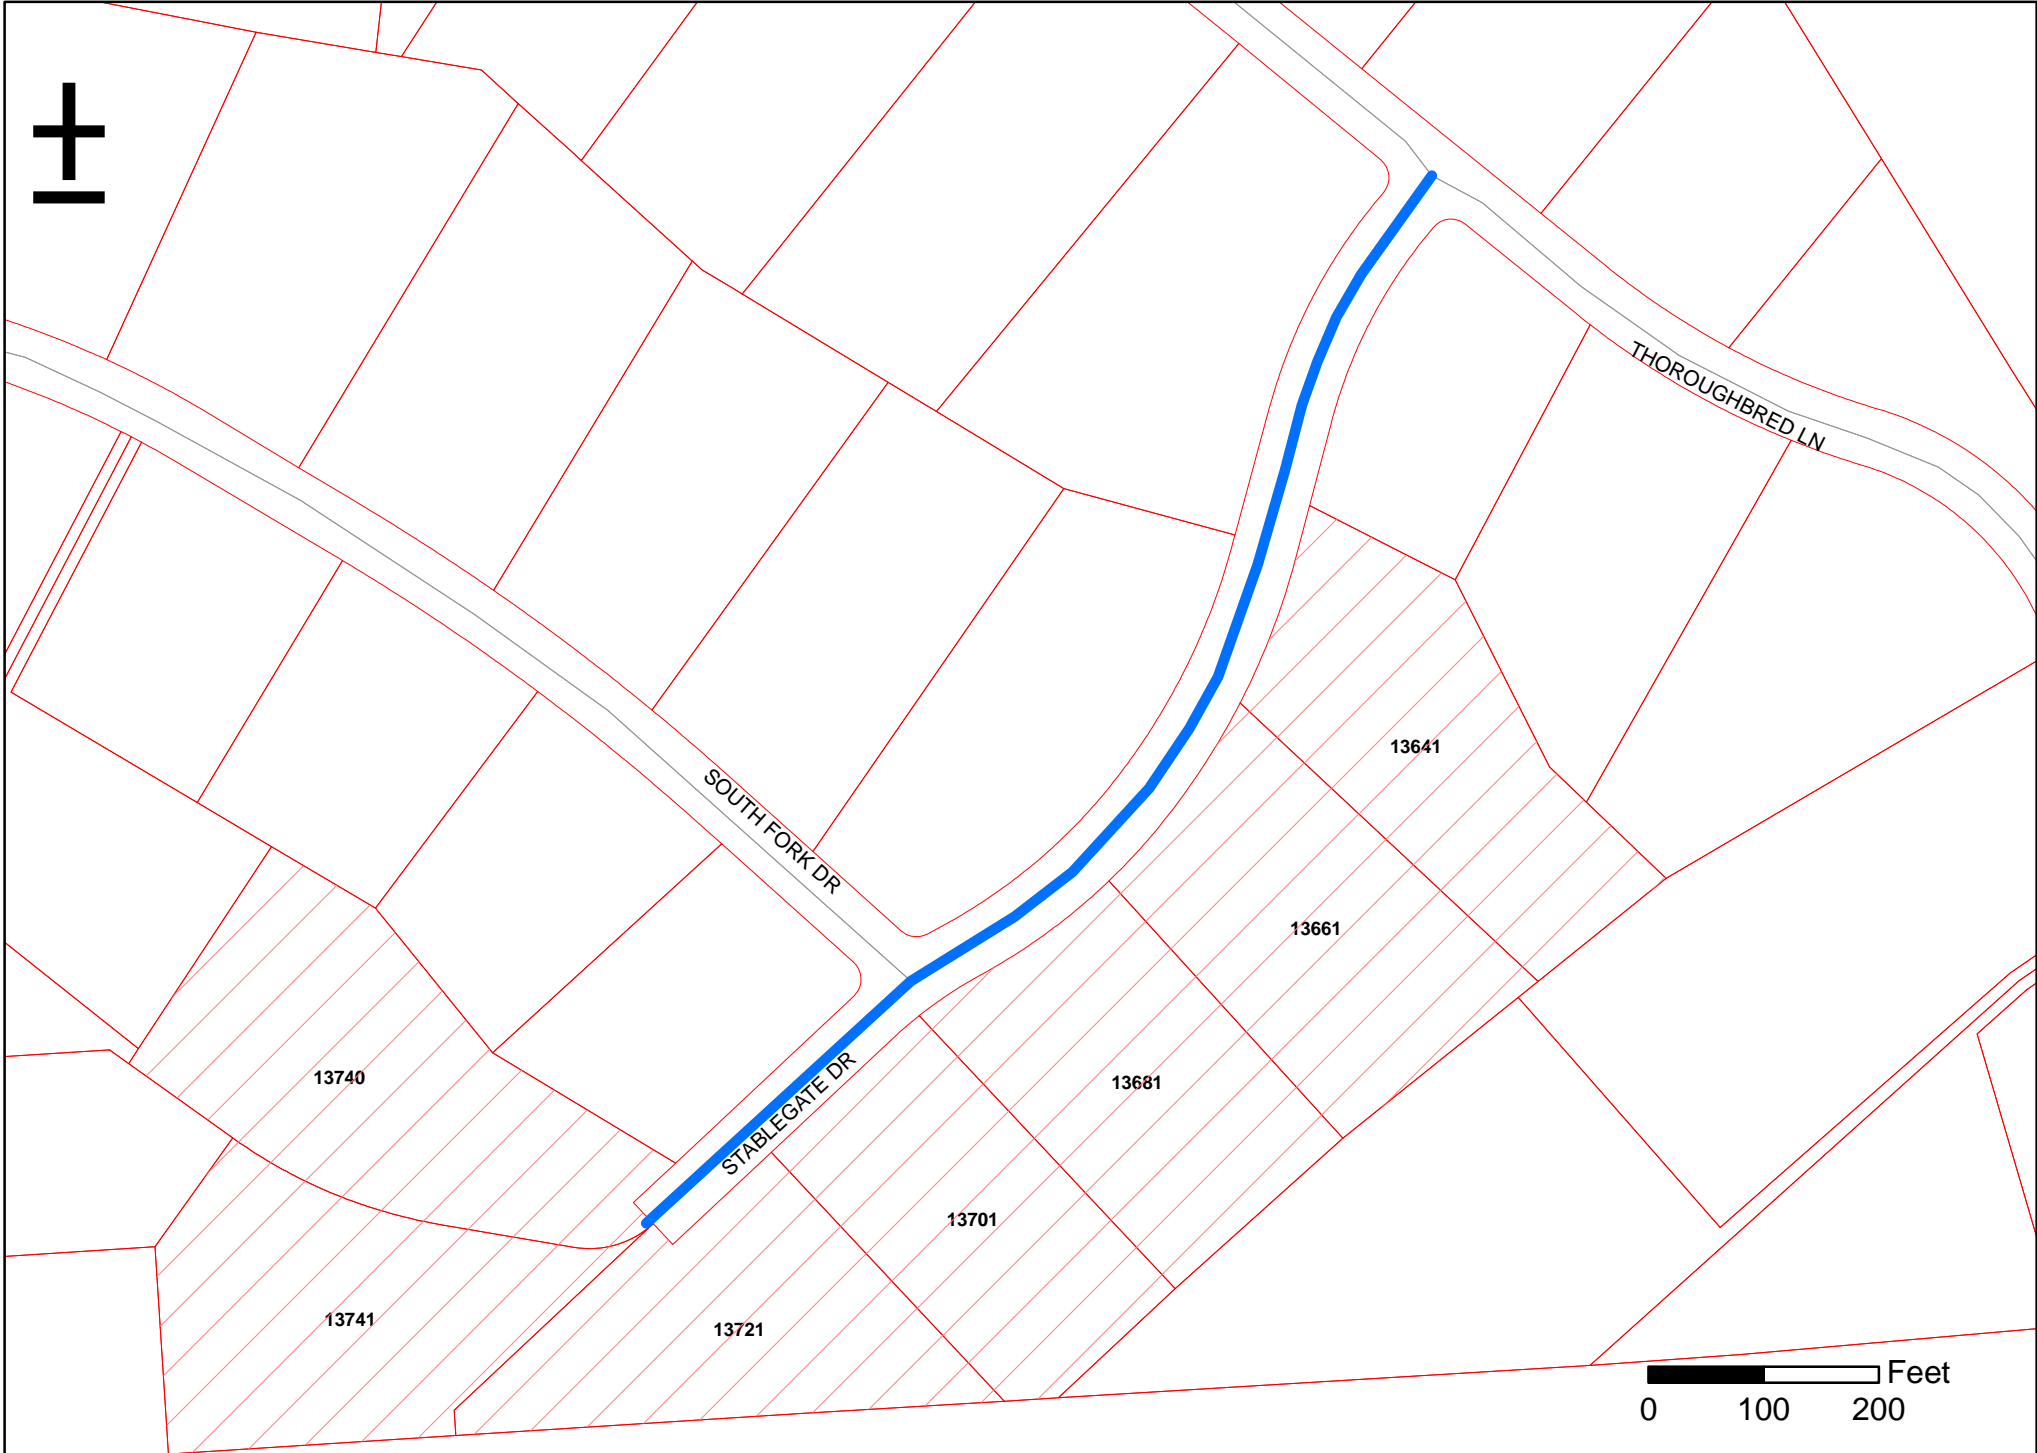 ±
THOROUGHBRED LN
13641
SOUTH FORK DR
13661
STABLEGATE DR
13740
13681
13701
13741
13721
Feet
0 100 200